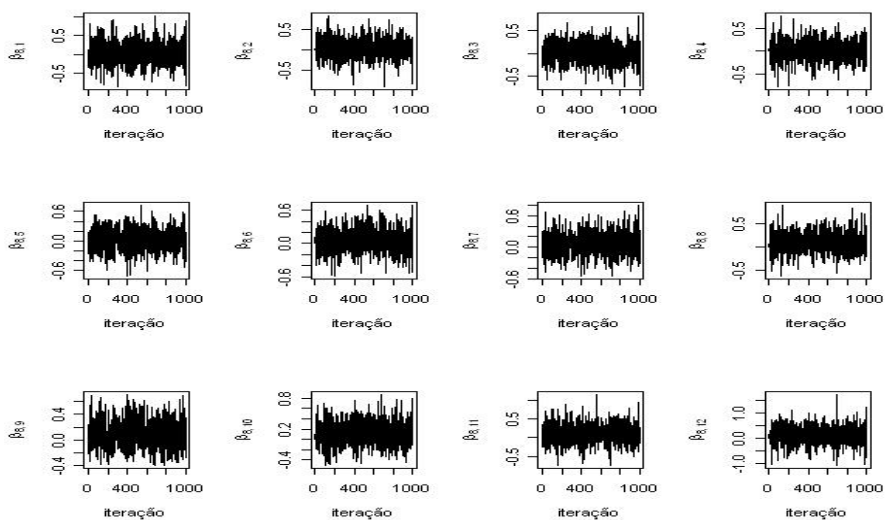 β8,1 0.5 -0.5 0 400 1000 iteração
β8,2 0.5 -0.5 0 400 1000 iteração
β8,3 0.5 -0.5 0 400 1000 iteração
β8,4 0.5 -0.5 0 400 1000 iteração
β8,5 0.6 0.0 -0.6 0 400 1000 iteração
β8,6 0.6 0.0 -0.6 0 400 1000 iteração
β8,7 0.6 0.0 -0.6 0 400 1000 iteração
β8,8 0.5 -0.5 0 400 1000 iteração
β8,9 0.4 0.0 -0.4 0 400 1000 iteração
β8,10 0.8 0.2 -0.4 0 400 1000 iteração
β8,11 0.5 -0.5 0 400 1000 iteração
β8,12 1.0 0.0 -1.0 0 400 1000 iteração